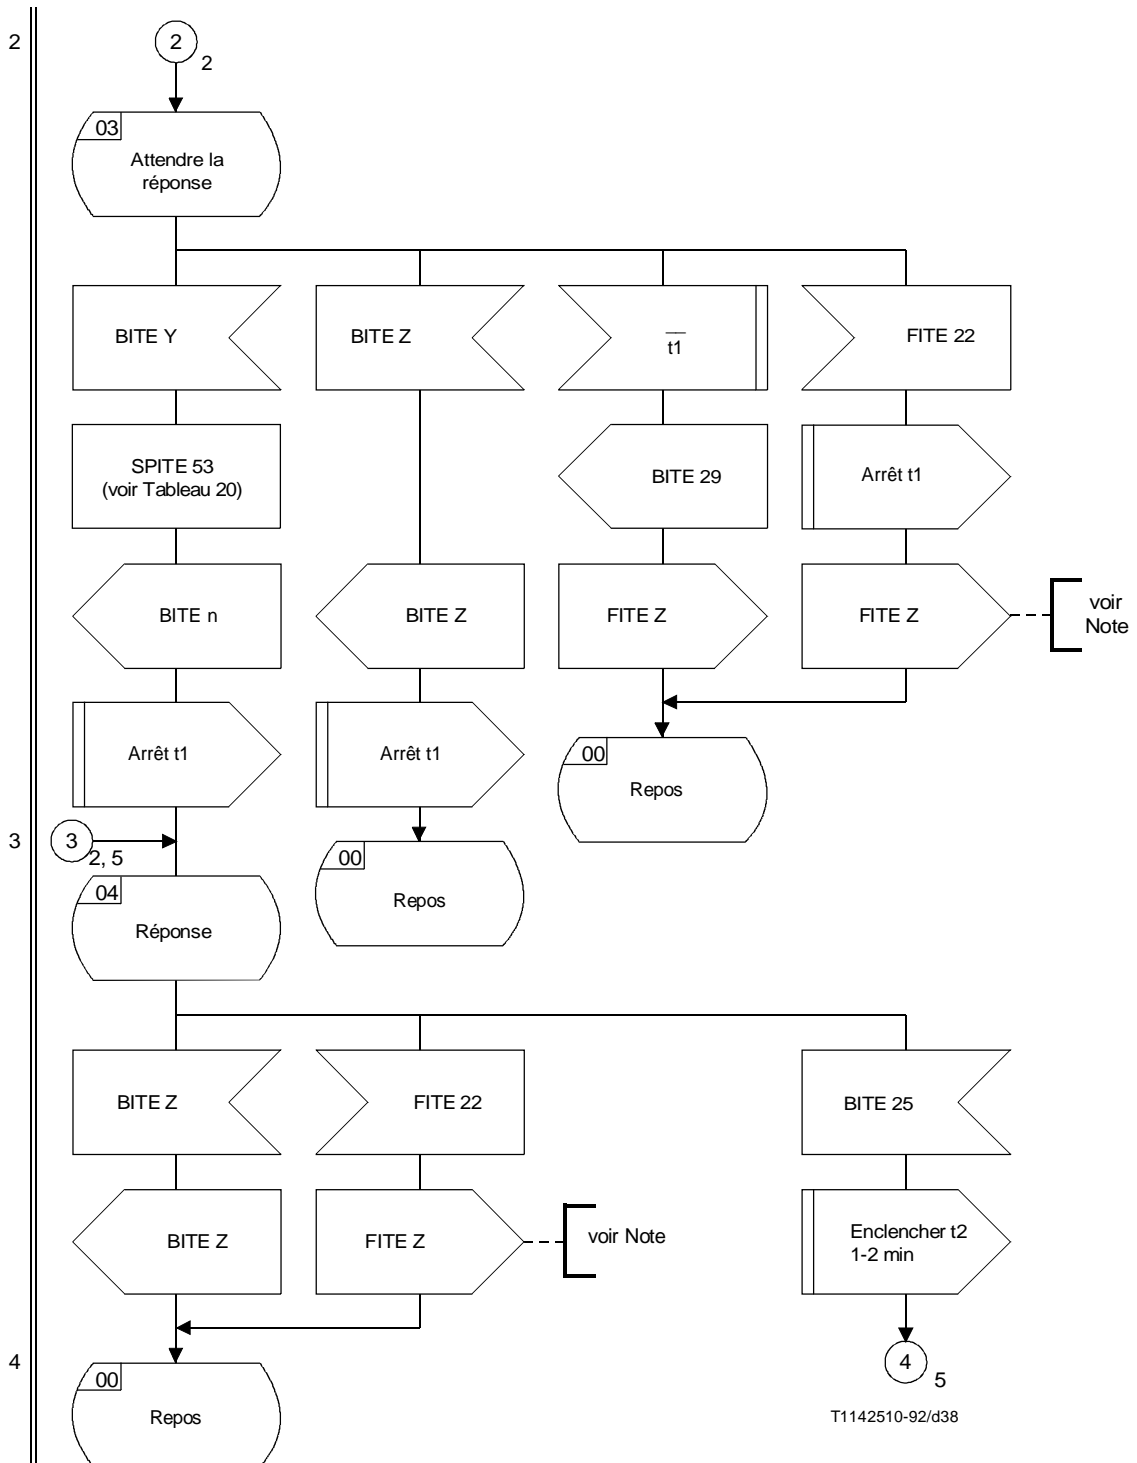 2
2
2
03
Attendre la
réponse
BITE Y
BITE Z
t1
FITE 22
SPITE 53
(voir Tableau 20)
BITE 29
Arrêt t1
BITE n
BITE Z
FITE Z
FITE Z
voir
Note
Arrêt t1
Arrêt t1
00
Repos
3
3
2, 5
00
Repos
04
Réponse
BITE Z
FITE 22
BITE 25
BITE Z
FITE Z
voir Note
Enclencher t2
1-2 min
4
4
5
00
Repos
T1142510-92/d38